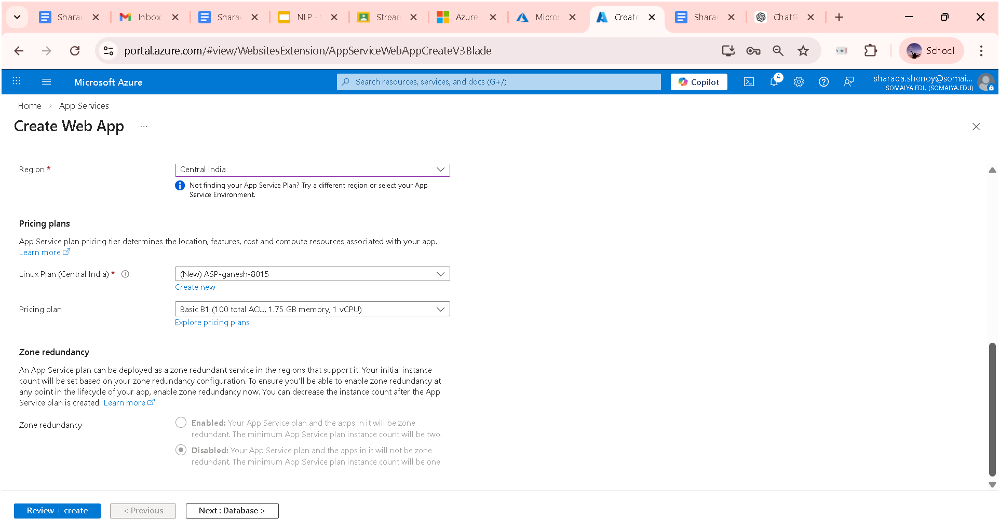 Shara
Inbox
Shara
NLP -
Strear
Azure
Micro
Create
Shara
ChatG
portal.azure.com/#view/WebsitesExtension/AppServiceWebAppCreateV3Blade
School
Microsoft Azure
Search resources, services, and docs (G+/)
Copilot
4
sharada.shenoy@somai...
SOMAIYA.EDU (SOMAIYA.EDU)
Home > App Services
Create Web App ...
Region *
Central India
Not finding your App Service Plan? Try a different region or select your App
Service Environment.
Pricing plans
App Service plan pricing tier determines the location, features, cost and compute resources associated with your app.
Learn more
Linux Plan (Central India) *
(New) ASP-ganesh-8015
Create new
Pricing plan
Basic B1 (100 total ACU, 1.75 GB memory, 1 vCPU)
Explore pricing plans
Zone redundancy
An App Service plan can be deployed as a zone redundant service in the regions that support it. Your initial instance
count will be set based on your zone redundancy configuration. To ensure you'll be able to enable zone redundancy at
any point in the lifecycle of your app, enable zone redundancy now. You can decrease the instance count after the App
Service plan is created. Learn more
Zone redundancy
Enabled: Your App Service plan and the apps in it will be zone
redundant. The minimum App Service plan instance count will be two.
Disabled: Your App Service plan and the apps in it will not be zone
redundant. The minimum App Service plan instance count will be one.
Review + create
< Previous
Next : Database >